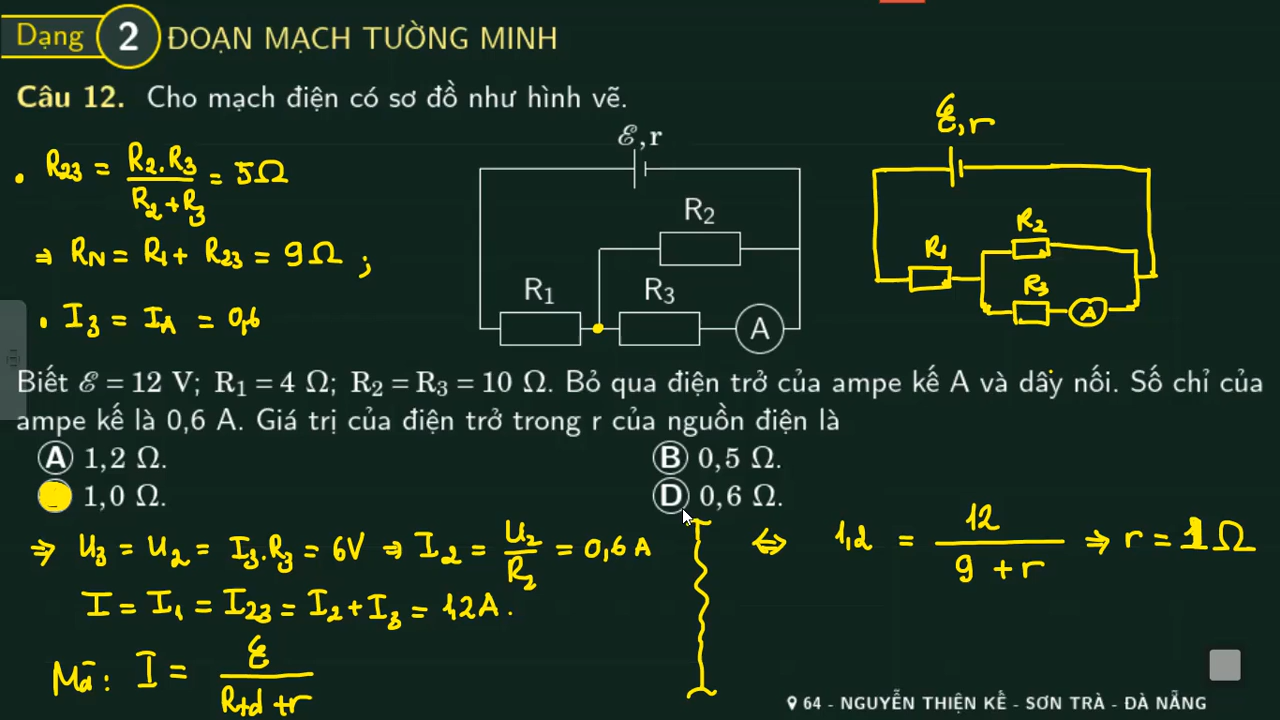 Dạng 2 ĐOẠN MẠCH TƯỜNG MINH
Câu 12. Cho mạch điện có sơ đồ như hình vẽ.
• R23 = R2.R3 / R2+R3 = 5Ω
⇒ RN = R1 + R23 = 9Ω ;
• I3 = IA = 0,6
ℰ,r
R2
R1
R3
A
ℰ,r
R2
R1
R3
A
Biết ℰ = 12 V; R1 = 4 Ω; R2 = R3 = 10 Ω. Bỏ qua điện trở của ampe kế A và dây nối. Số chỉ của
ampe kế là 0,6 A. Giá trị của điện trở trong r của nguồn điện là
A 1,2 Ω.
B 0,5 Ω.
1,0 Ω.
D 0,6 Ω.
⇒ U3 = U2 = I3.R3 = 6V ⇒ I2 = U2 / R2 = 0,6 A
I = I1 = I23 = I2 + I3 = 1,2A.
Mà: I = ℰ / Rtd + r
⇔ 1,2 = 12 / 9 + r ⇒ r = 1Ω
64 - NGUYỄN THIỆN KẾ - SƠN TRÀ - ĐÀ NẴNG